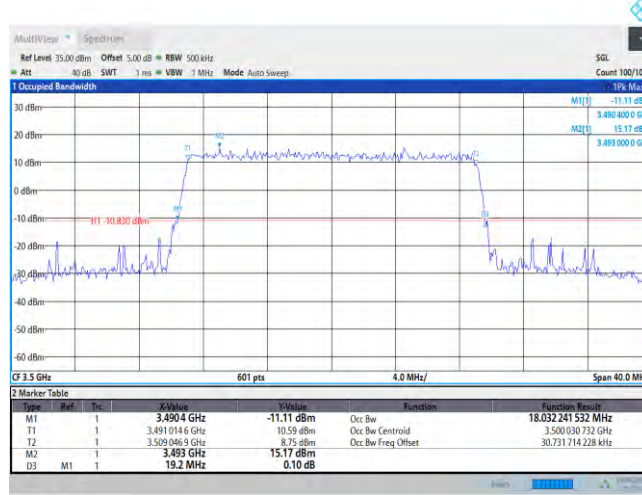 MultiView Spectrum
Ref Level 35.00 dBm Offset 5.00 dB RBW 500 kHz SGL
Att 40 dB SWT 1 ms VBW 1 MHz Mode Auto Sweep Count 100/10
1 Occupied Bandwidth 1Pk Ma
M1[1] -11.11 dB
30 dBm 3.490 400 0 G
M2[1] 15.17 dB
20 dBm 3.493 000 0 G
M2
T1
10 dBm
0 dBm
M1
-10 dBm H1 -10.830 dBm D3
-20 dBm
-30 dBm
-40 dBm
-50 dBm
-60 dBm
CF 3.5 GHz 601 pts 4.0 MHz/ Span 40.0 MH
2 Marker Table
Type Ref Trc X-Value Y-Value Function Function Result
M1 1 3.4904 GHz -11.11 dBm Occ Bw 18.032 241 532 MHz
T1 1 3.491 014 6 GHz 10.59 dBm Occ Bw Centroid 3.500 030 732 GHz
T2 1 3.509 046 9 GHz 8.75 dBm Occ Bw Freq Offset 30.731 714 228 kHz
M2 1 3.493 GHz 15.17 dBm
D3 M1 1 19.2 MHz 0.10 dB